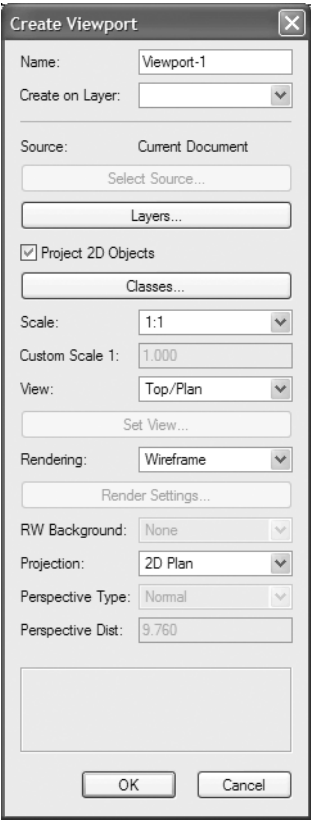 Create Viewport
Name: Viewport-1
Create on Layer:
Source: Current Document
Select Source...
Layers...
Project 2D Objects
Classes...
Scale: 1:1
Custom Scale 1: 1.000
View: Top/Plan
Set View...
Rendering: Wireframe
Render Settings...
RW Background: None
Projection: 2D Plan
Perspective Type: Normal
Perspective Dist: 9.760
OK Cancel